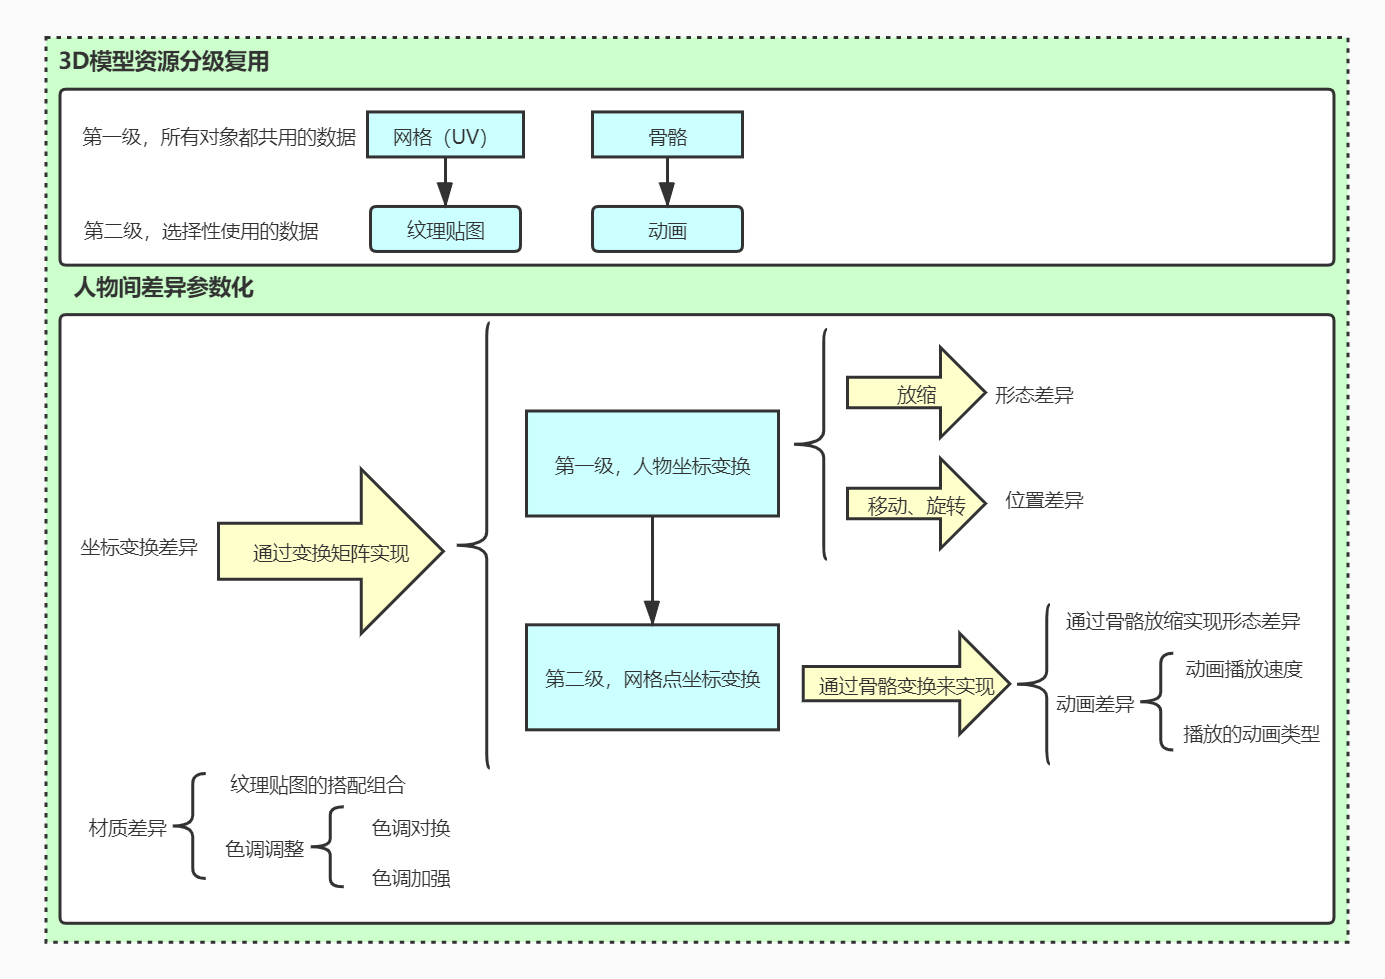 3D模型资源分级复用
第一级，所有对象都共用的数据
网格（UV）
骨骼
第二级，选择性使用的数据
纹理贴图
动画
人物间差异参数化
坐标变换差异
通过变换矩阵实现
第一级，人物坐标变换
放缩
形态差异
移动、旋转
位置差异
第二级，网格点坐标变换
通过骨骼变换来实现
通过骨骼放缩实现形态差异
动画差异
动画播放速度
播放的动画类型
材质差异
纹理贴图的搭配组合
色调调整
色调对换
色调加强